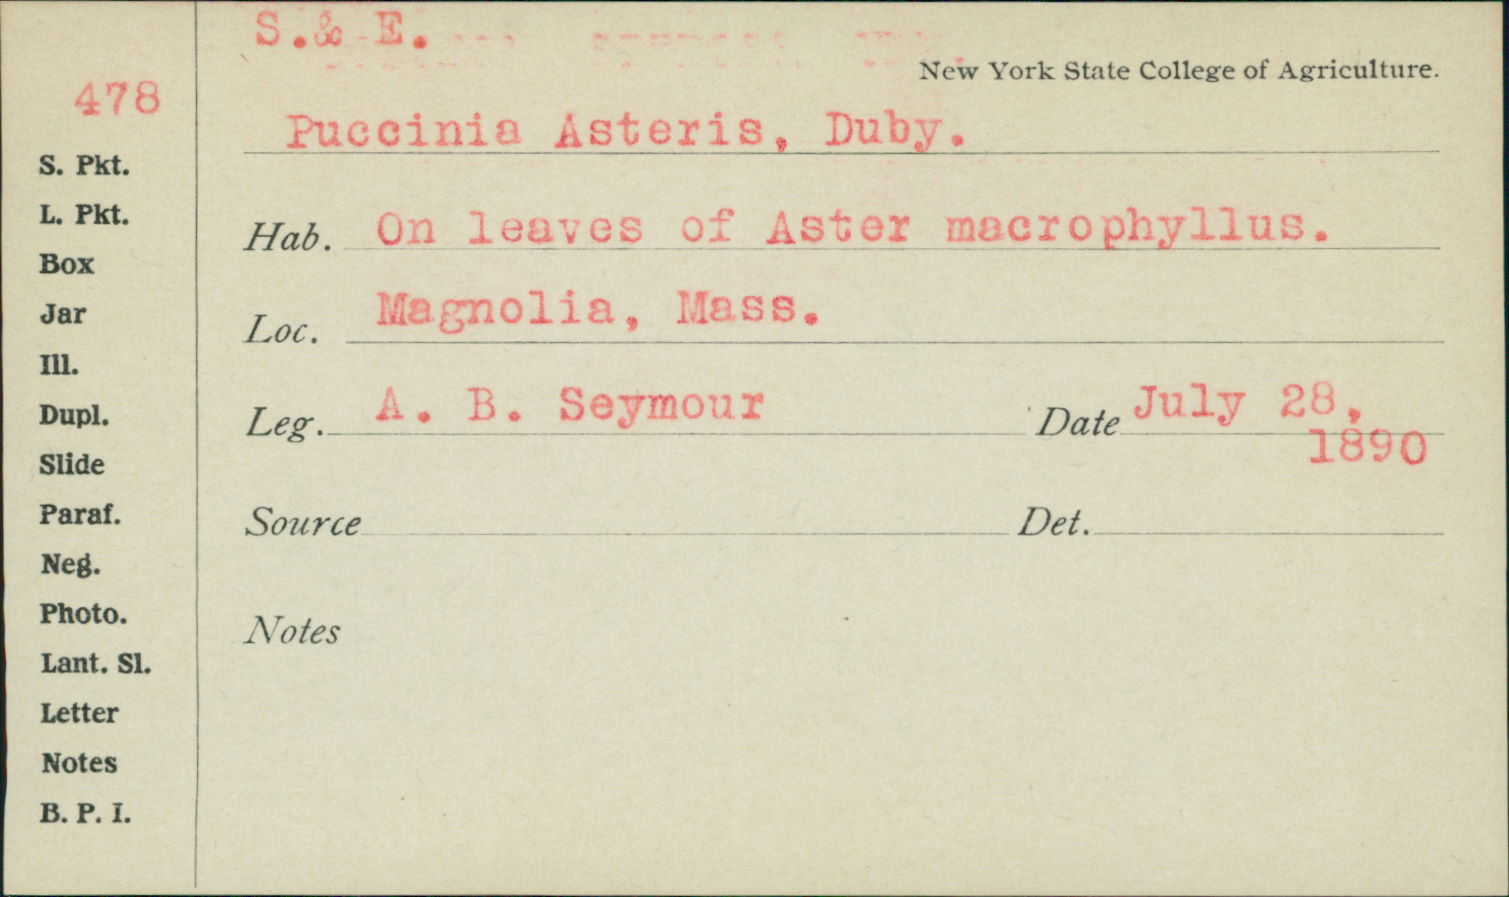 S.& E.
New York State College of Agriculture.
478
Puccinia Asteris, Duby.
S. Pkt.
L. Pkt.
Box
Jar
Ill.
Dupl.
Slide
Paraf.
Neg.
Photo.
Lant. Sl.
Letter
Notes
B. P. I.
Hab. On leaves of Aster macrophyllus.
Loc. Magnolia, Mass.
Leg. A. B. Seymour Date July 28,
1890
Source Det.
Notes